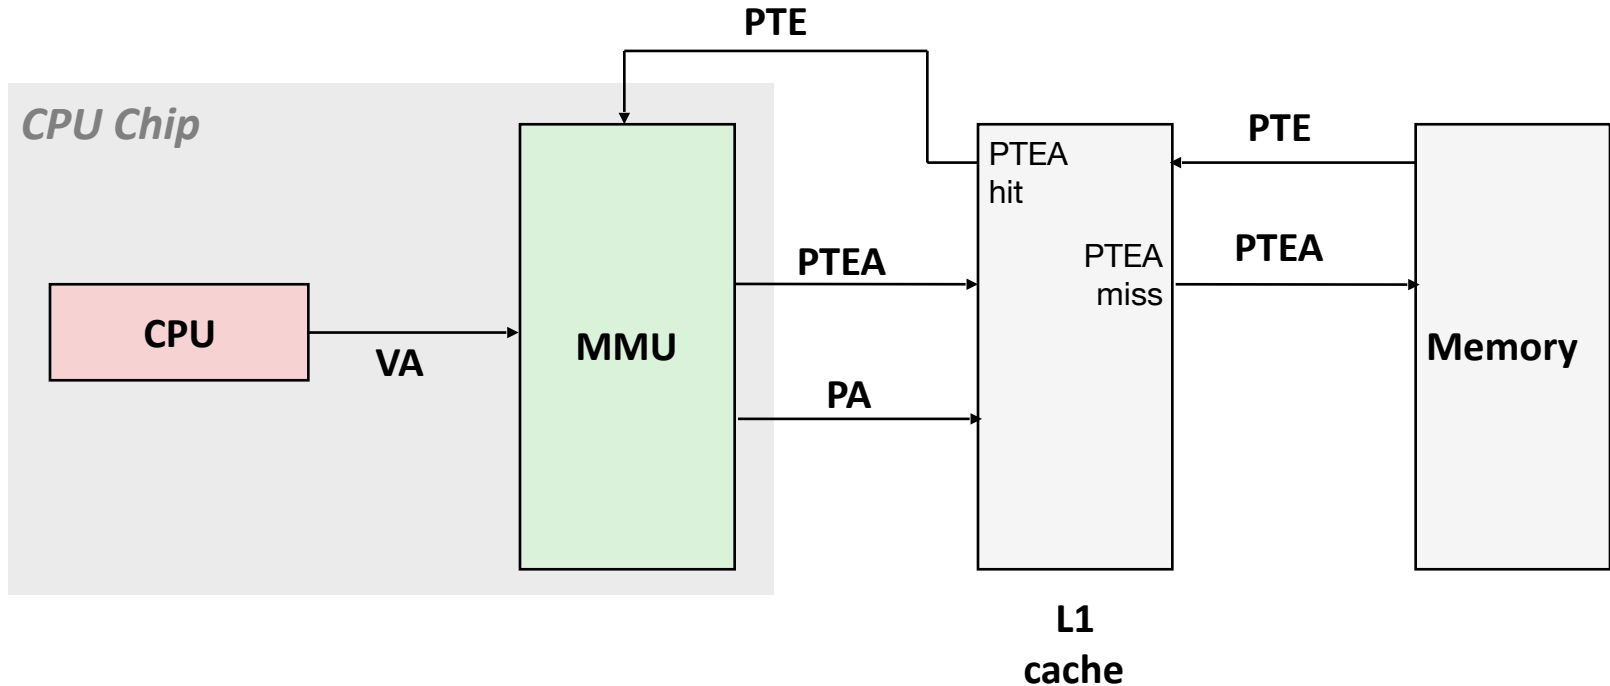 PTE
CPU Chip
PTEA
hit
PTE
PTEA
PTEA
miss
PTEA
CPU
VA
MMU
Memory
PA
L1
cache